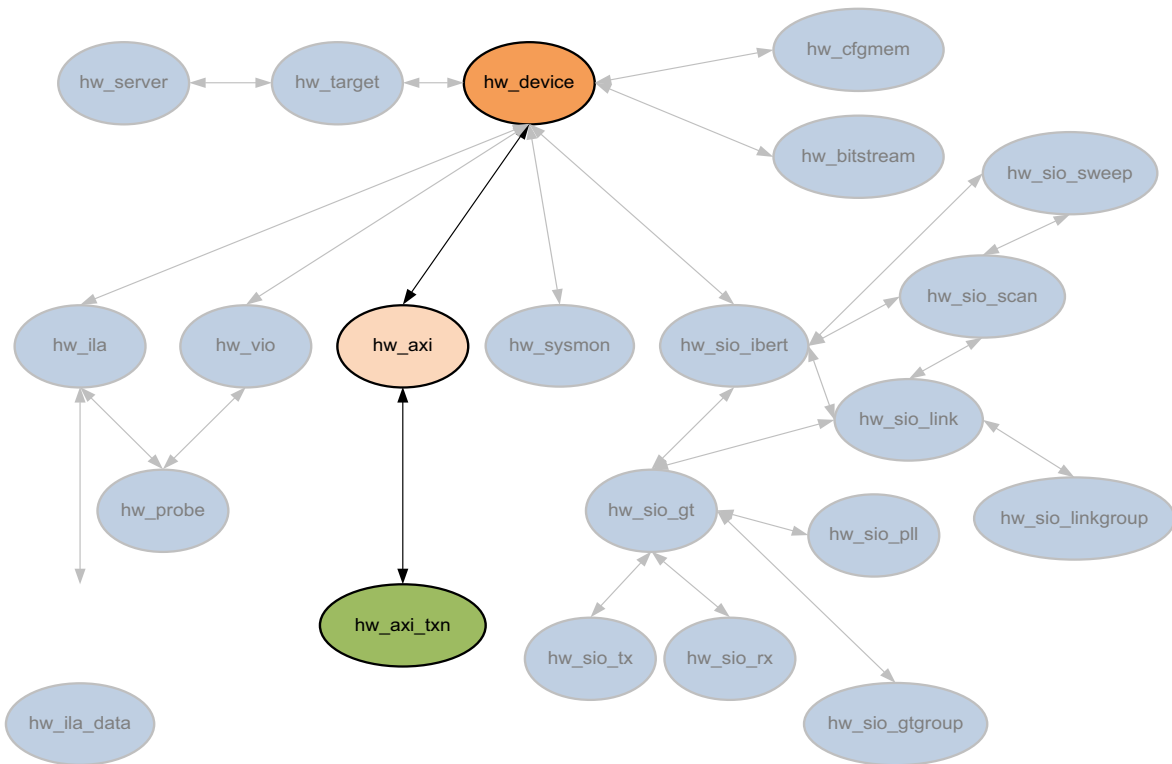 hw_server
hw_target
hw_device
hw_cfgmem
hw_bitstream
hw_sio_sweep
hw_sio_scan
hw_ila
hw_vio
hw_axi
hw_sysmon
hw_sio_ibert
hw_sio_link
hw_probe
hw_sio_gt
hw_sio_pll
hw_sio_linkgroup
hw_axi_txn
hw_sio_tx
hw_sio_rx
hw_ila_data
hw_sio_gtgroup